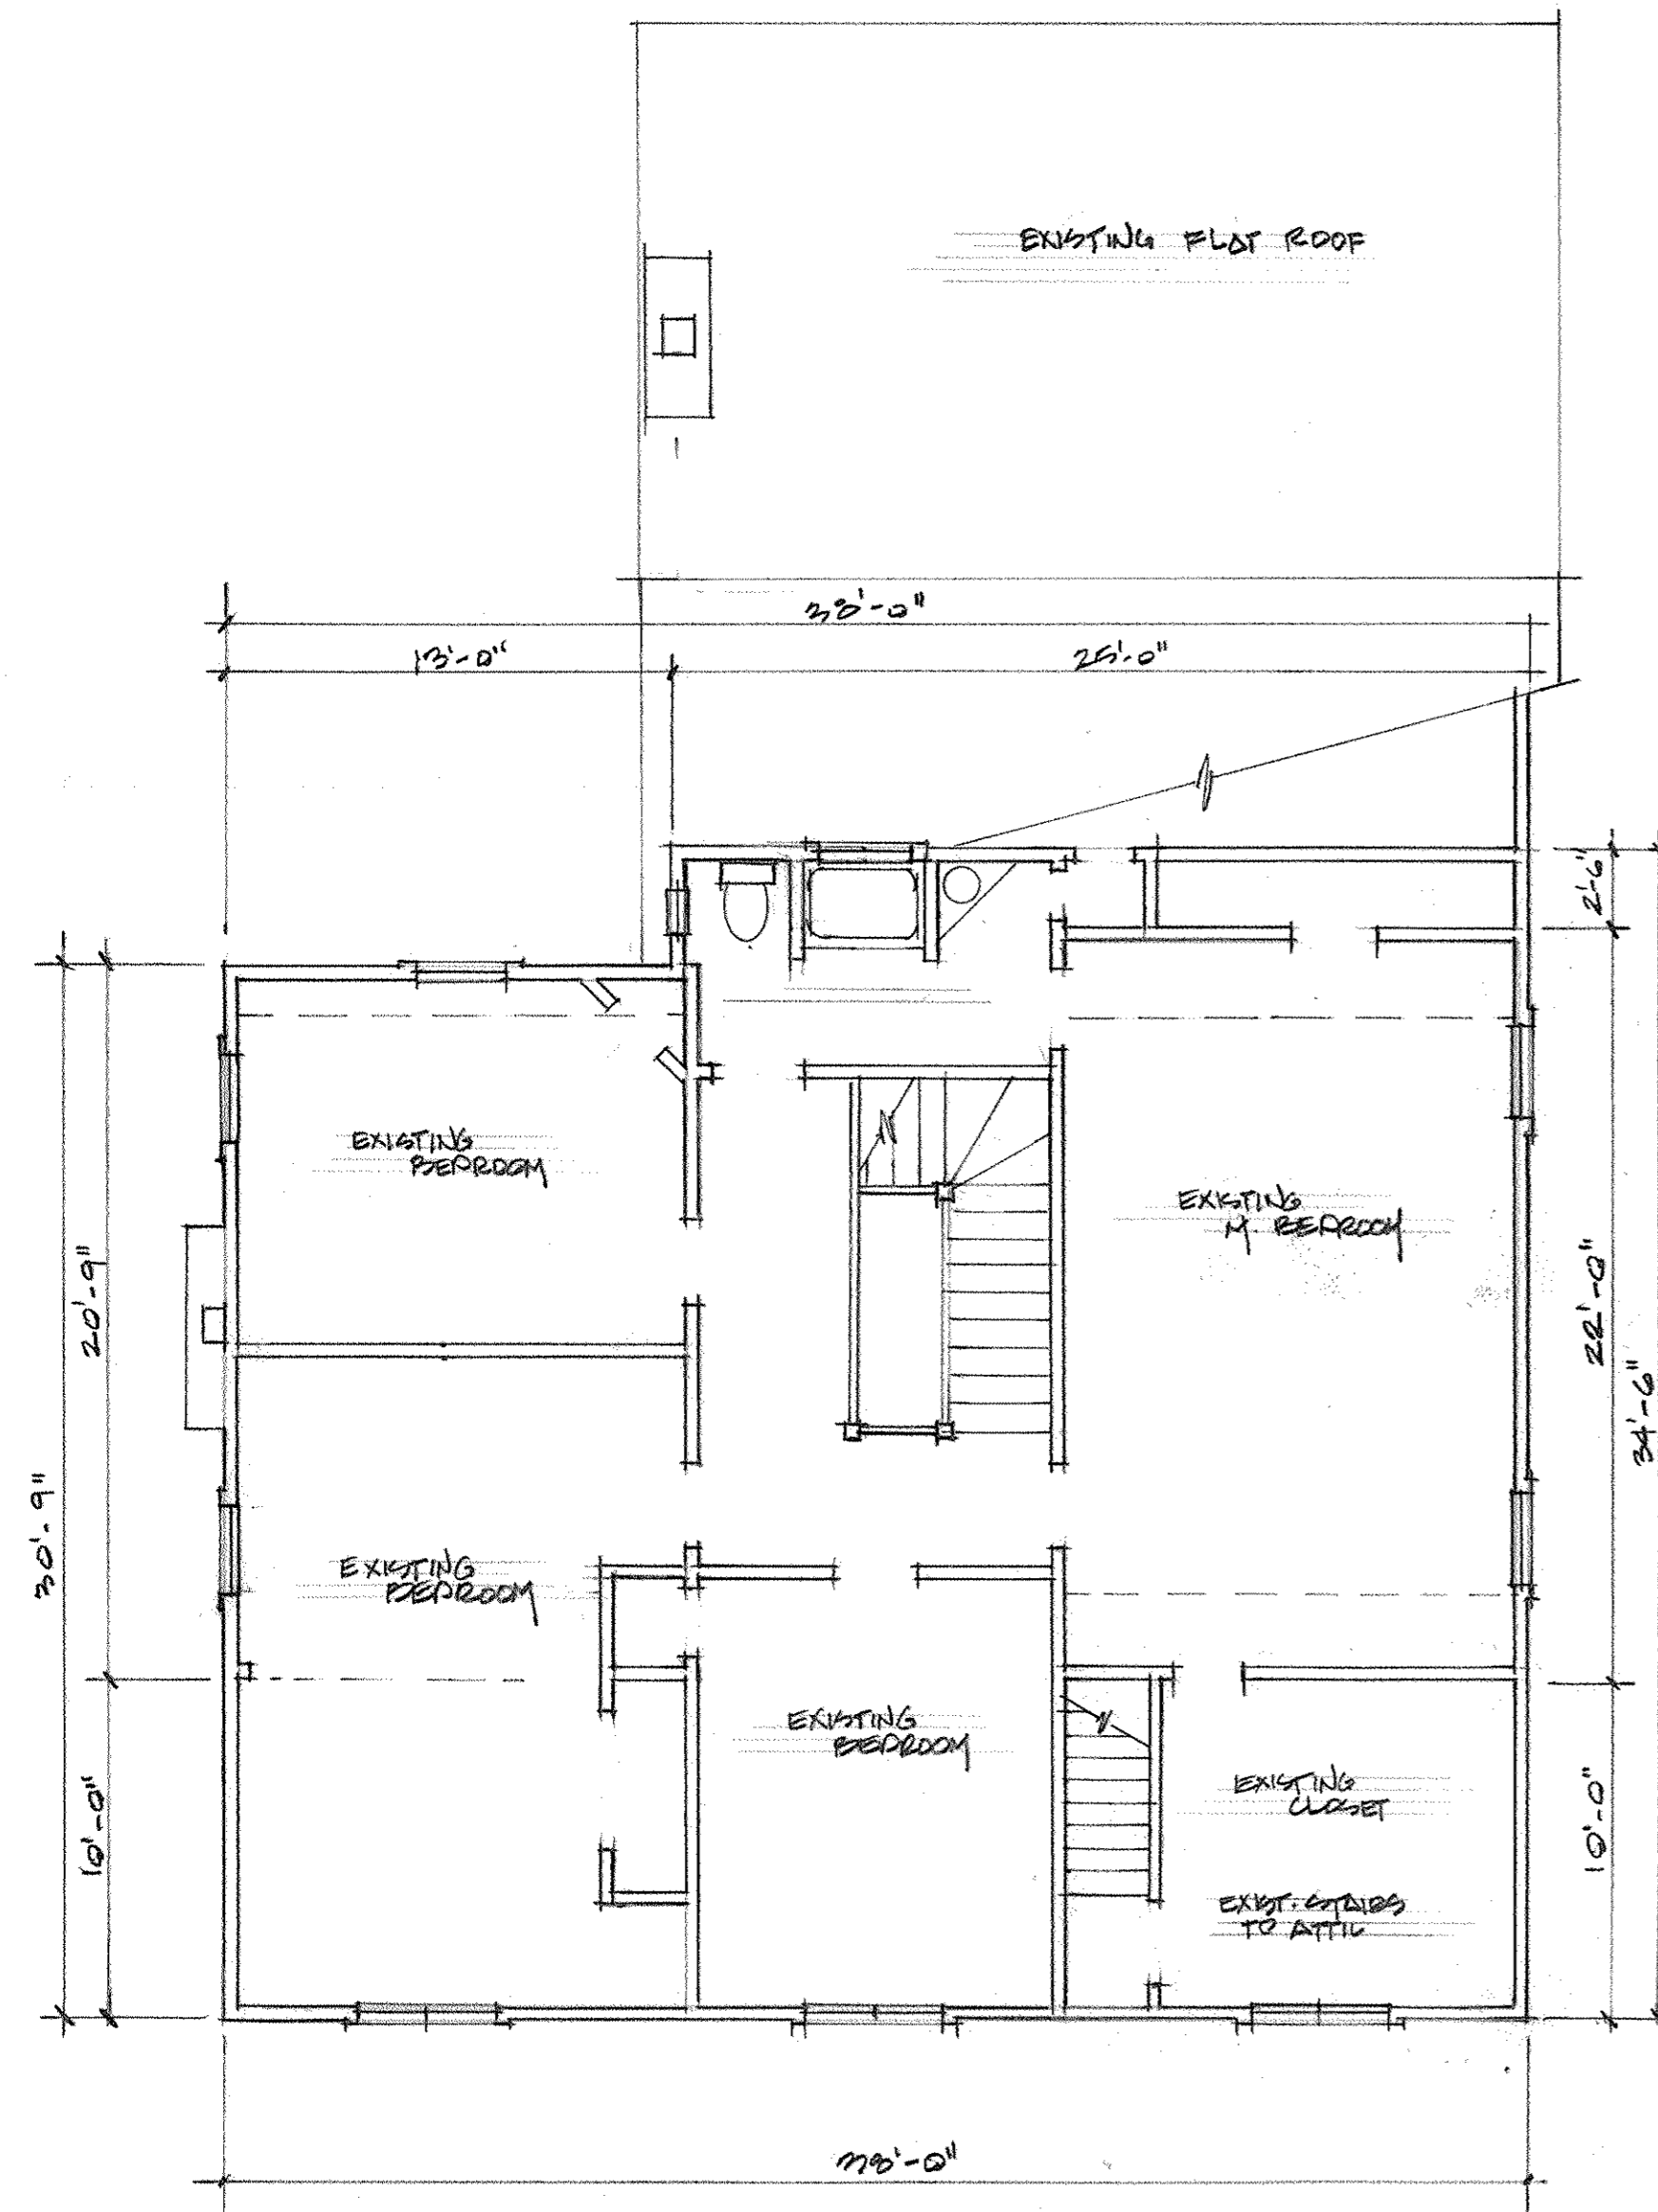 EXISTING FLAT ROOF
38'-0"
13'-0"
25'-0"
2'-6"
EXISTING
BEDROOM
EXISTING
M. BEDROOM
20'-9"
22'-0"
34'-6"
30'-9"
EXISTING
BEDROOM
EXISTING
BEDROOM
EXISTING
CLOSET
10'-0"
10'-0"
EXIST. STAIRS
TO ATTIC
38'-0"